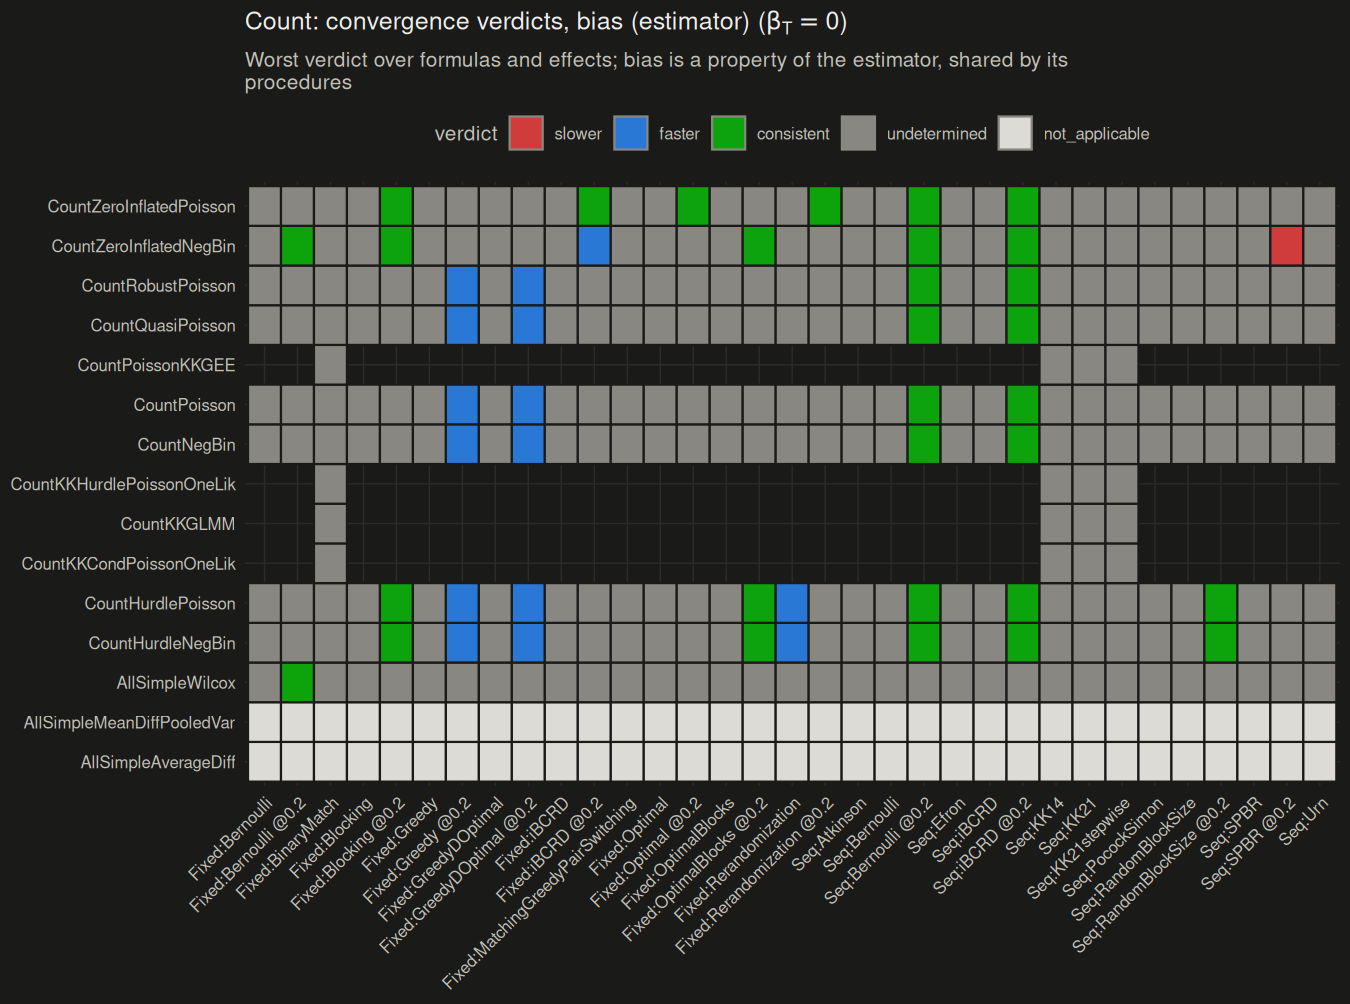 Count: convergence verdicts, bias (estimator) (βT = 0)
Worst verdict over formulas and effects; bias is a property of the estimator, shared by its
procedures
verdict slower faster consistent undetermined not_applicable
CountZeroInflatedPoisson
CountZeroInflatedNegBin
CountRobustPoisson
CountQuasiPoisson
CountPoissonKKGEE
CountPoisson
CountNegBin
CountKKHurdlePoissonOneLik
CountKKGLMM
CountKKCondPoissonOneLik
CountHurdlePoisson
CountHurdleNegBin
AllSimpleWilcox
AllSimpleMeanDiffPooledVar
AllSimpleAverageDiff
Fixed:Bernoulli
Fixed:Bernoulli @0.2
Fixed:BinaryMatch
Fixed:Blocking
Fixed:Blocking @0.2
Fixed:Greedy
Fixed:Greedy @0.2
Fixed:GreedyDOptimal
Fixed:GreedyDOptimal @0.2
Fixed:iBCRD
Fixed:iBCRD @0.2
Fixed:MatchingGreedyPairSwitching
Fixed:Optimal
Fixed:Optimal @0.2
Fixed:OptimalBlocks
Fixed:OptimalBlocks @0.2
Fixed:Rerandomization
Fixed:Rerandomization @0.2
Seq:Atkinson
Seq:Bernoulli
Seq:Bernoulli @0.2
Seq:Efron
Seq:iBCRD
Seq:iBCRD @0.2
Seq:KK14
Seq:KK21
Seq:KK21stepwise
Seq:PocockSimon
Seq:RandomBlockSize
Seq:RandomBlockSize @0.2
Seq:SPBR
Seq:SPBR @0.2
Seq:Urn